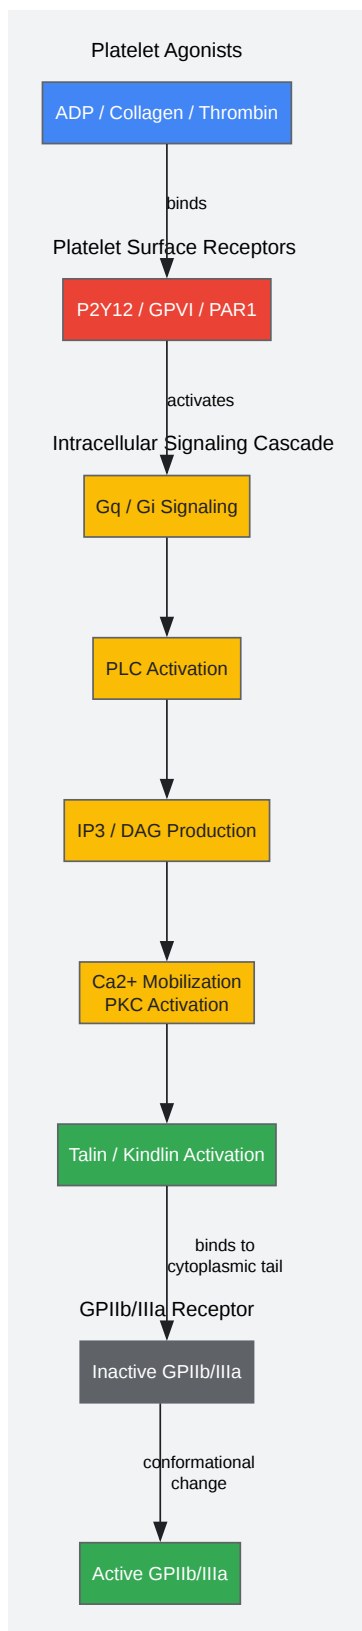 Platelet Agonists
ADP / Collagen / Thrombin
binds
Platelet Surface Receptors
P2Y12 / GPVI / PAR1
activates
Intracellular Signaling Cascade
Gq / Gi Signaling
PLC Activation
IP3 / DAG Production
Ca2+ Mobilization
PKC Activation
Talin / Kindlin Activation
binds to
cytoplasmic tail
GPIIb/IIIa Receptor
Inactive GPIIb/IIIa
conformational
change
Active GPIIb/IIIa